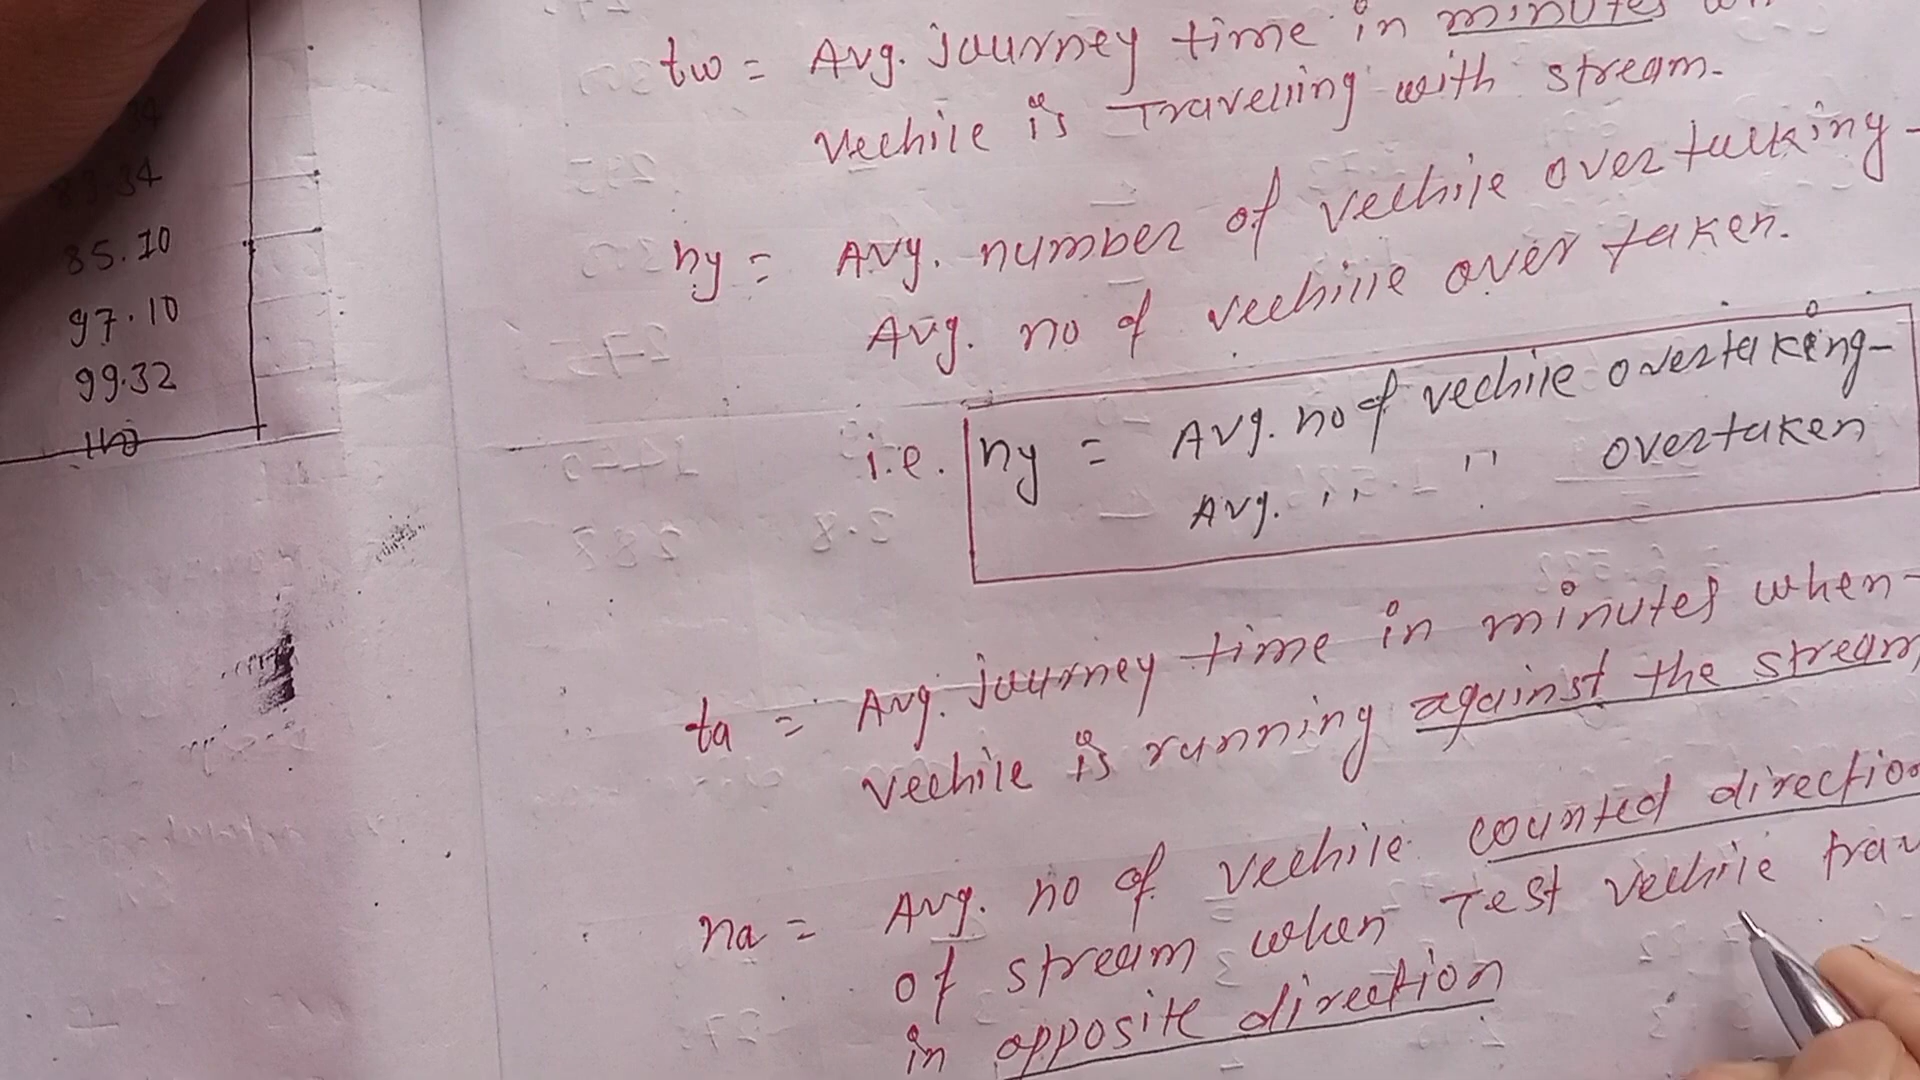 tw = Avg. journey time in minutes
vechile is Travelling with stream.
ny = Avg. number of vechile overtaking -
Avg. no of vechile over taken.
i.e. ny = Avg. no of vechile overtaking -
Avg. ,, ,, overtaken
ta = Avg. journey time in minutes when -
vechile is running against the stream
na = Avg. no of vechile counted direction
of stream when Test vechile trav
in opposite direction
83.34
85.10
97.10
99.32